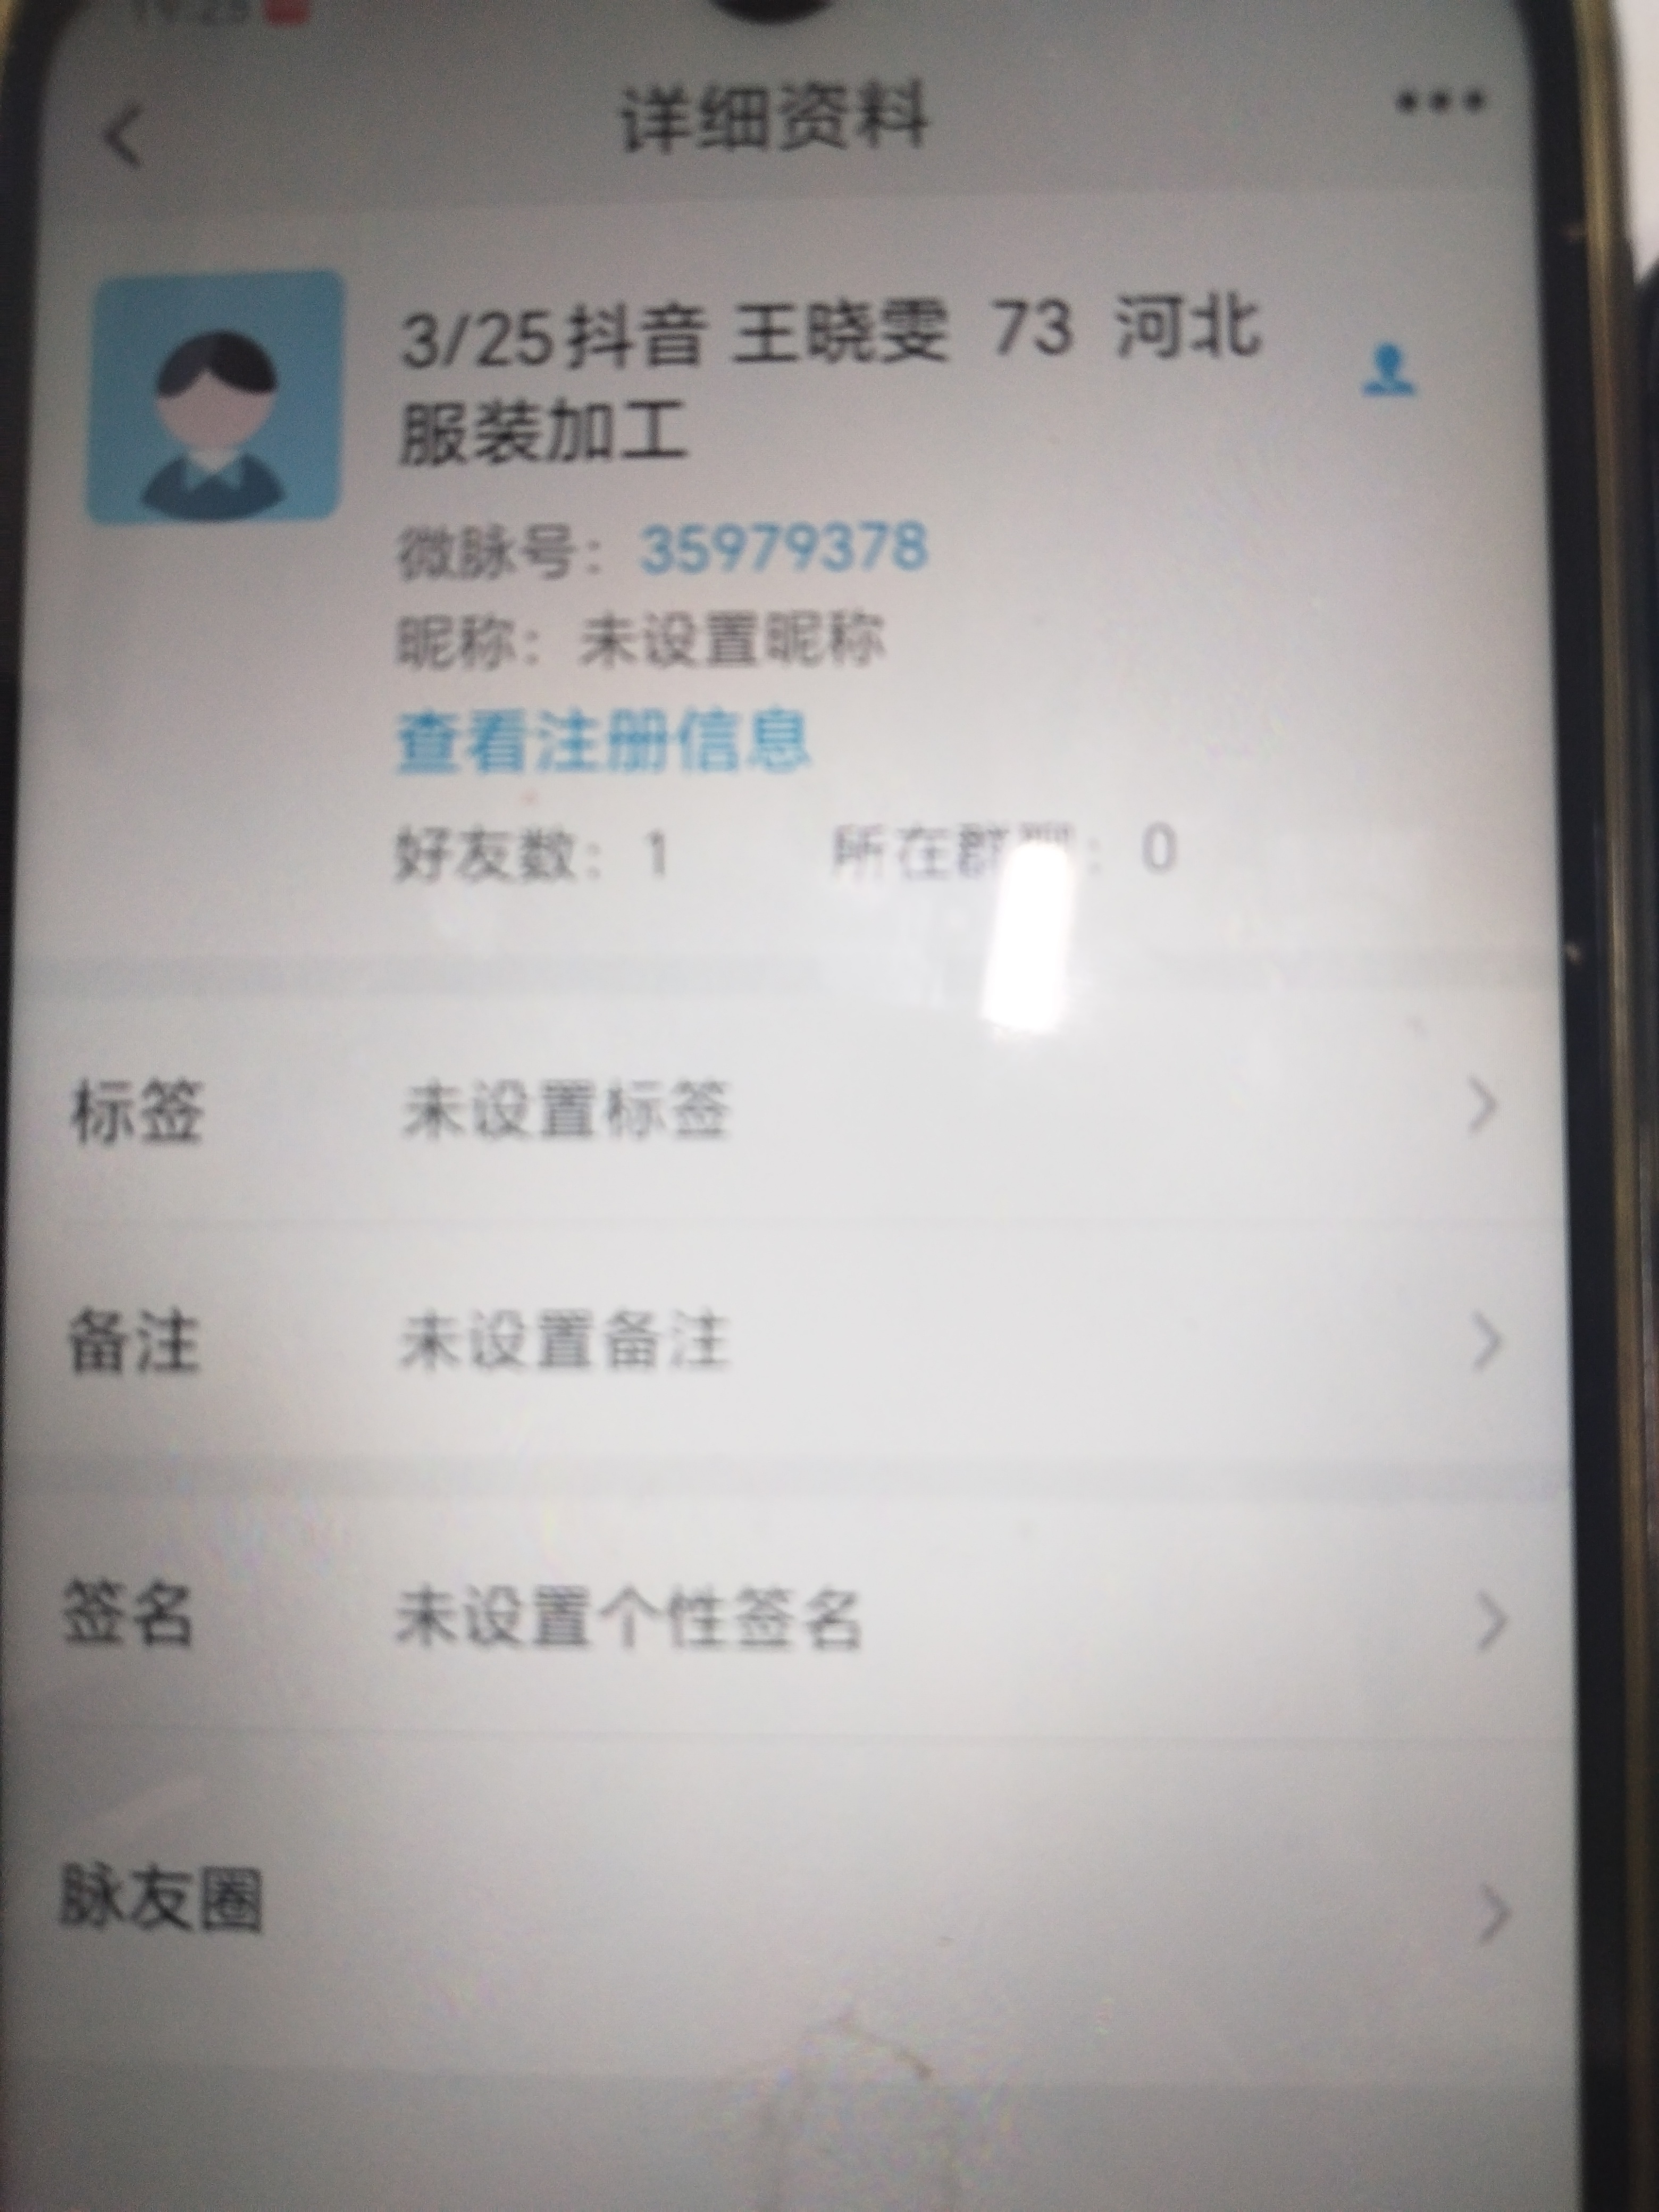 详细资料
3/25抖音 王晓雯 73 河北
服装加工
微脉号：35979378
昵称：未设置昵称
查看注册信息
好友数：1 所在群聊：0
标签 未设置标签
备注 未设置备注
签名 未设置个性签名
脉友圈